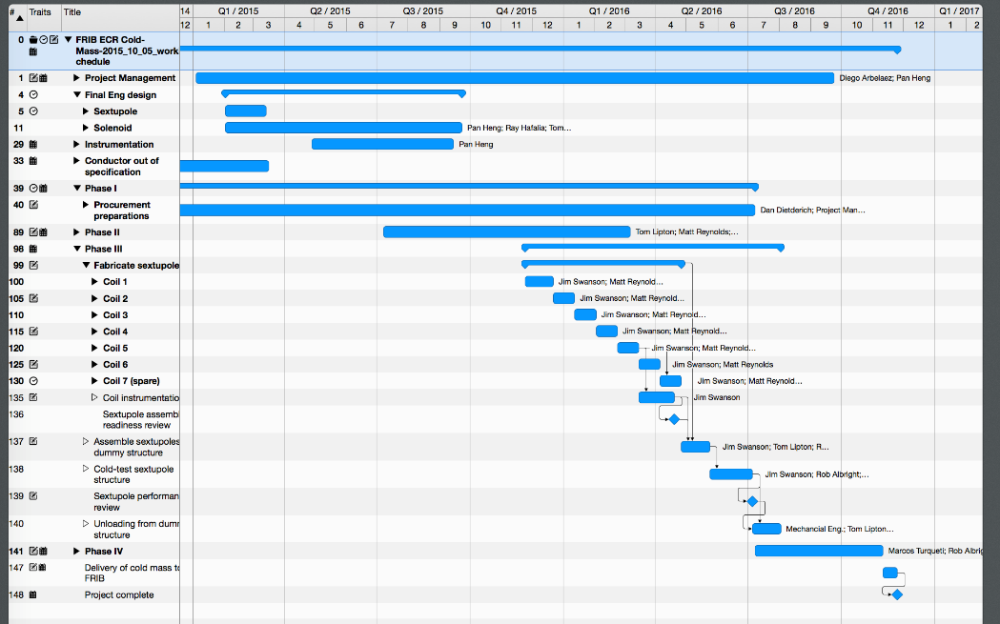 # Traits Title 14 Q1 / 2015 Q2 / 2015 Q3 / 2015 Q4 / 2015 Q1 / 2016 Q2 / 2016 Q3 / 2016 Q4 / 2016 Q1 / 2017
12 1 2 3 4 5 6 7 8 9 10 11 12 1 2 3 4 5 6 7 8 9 10 11 12 1 2
0 FRIB ECR Cold-
Mass-2015_10_05_work
chedule
1 Project Management Diego Arbelaez; Pan Heng
4 Final Eng design
5 Sextupole
11 Solenoid Pan Heng; Ray Hafalia; Tom...
29 Instrumentation Pan Heng
33 Conductor out of
specification
39 Phase I
40 Procurement
preparations Dan Dietderich; Project Man...
89 Phase II Tom Lipton; Matt Reynolds;...
98 Phase III
99 Fabricate sextupole
100 Coil 1 Jim Swanson; Matt Reynold...
105 Coil 2 Jim Swanson; Matt Reynold...
110 Coil 3 Jim Swanson; Matt Reynold...
115 Coil 4 Jim Swanson; Matt Reynold...
120 Coil 5 Jim Swanson; Matt Reynold...
125 Coil 6 Jim Swanson; Matt Reynolds
130 Coil 7 (spare) Jim Swanson; Matt Reynold...
135 Coil instrumentatio Jim Swanson
136 Sextupole assembl
readiness review
137 Assemble sextupoles
dummy structure Jim Swanson; Tom Lipton; R...
138 Cold-test sextupole
structure Jim Swanson; Rob Albright;...
139 Sextupole performan
review
140 Unloading from dumm
structure Mechancial Eng.; Tom Lipton...
141 Phase IV Marcos Turqueti; Rob Albrig
147 Delivery of cold mass to
FRIB
148 Project complete